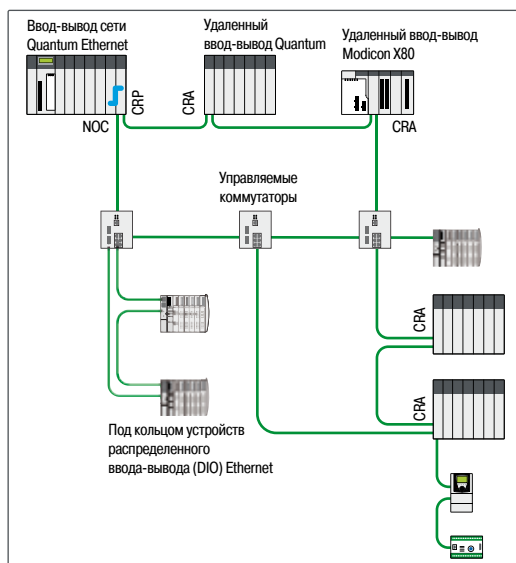 Ввод-вывод сети
Quantum Ethernet
Удаленный
ввод-вывод Quantum
Удаленный ввод-вывод
Modicon X80
CRP
CRA
NOC
CRA
Управляемые
коммутаторы
CRA
CRA
Под кольцом устройств
распределенного
ввода-вывода (DIO) Ethernet